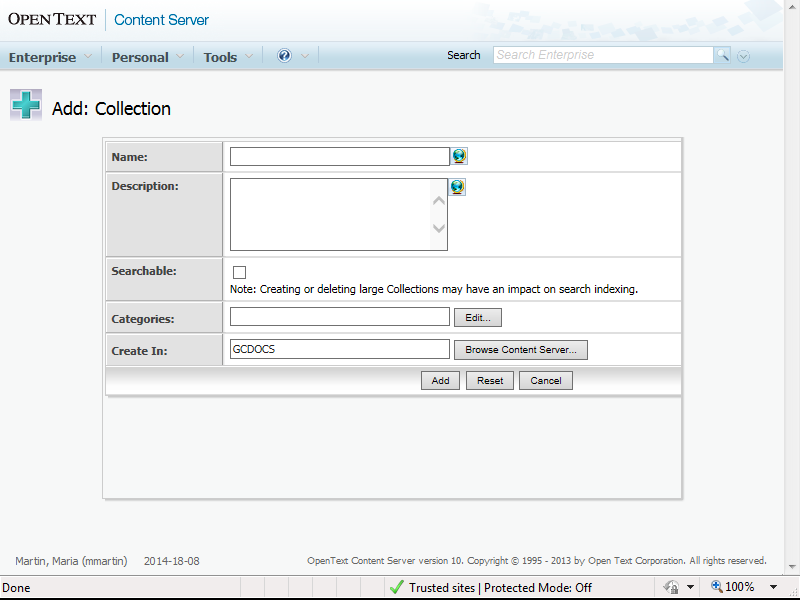 OPEN TEXT Content Server
Enterprise Personal Tools ? Search Search Enterprise
Add: Collection
Name:
Description:
Searchable:
Note: Creating or deleting large Collections may have an impact on search indexing.
Categories: Edit...
Create In: GCDOCS Browse Content Server...
Add Reset Cancel
Martin, Maria (mmartin) 2014-18-08 OpenText Content Server version 10. Copyright © 1995 - 2013 by Open Text Corporation. All rights reserved.
Done Trusted sites | Protected Mode: Off 100%